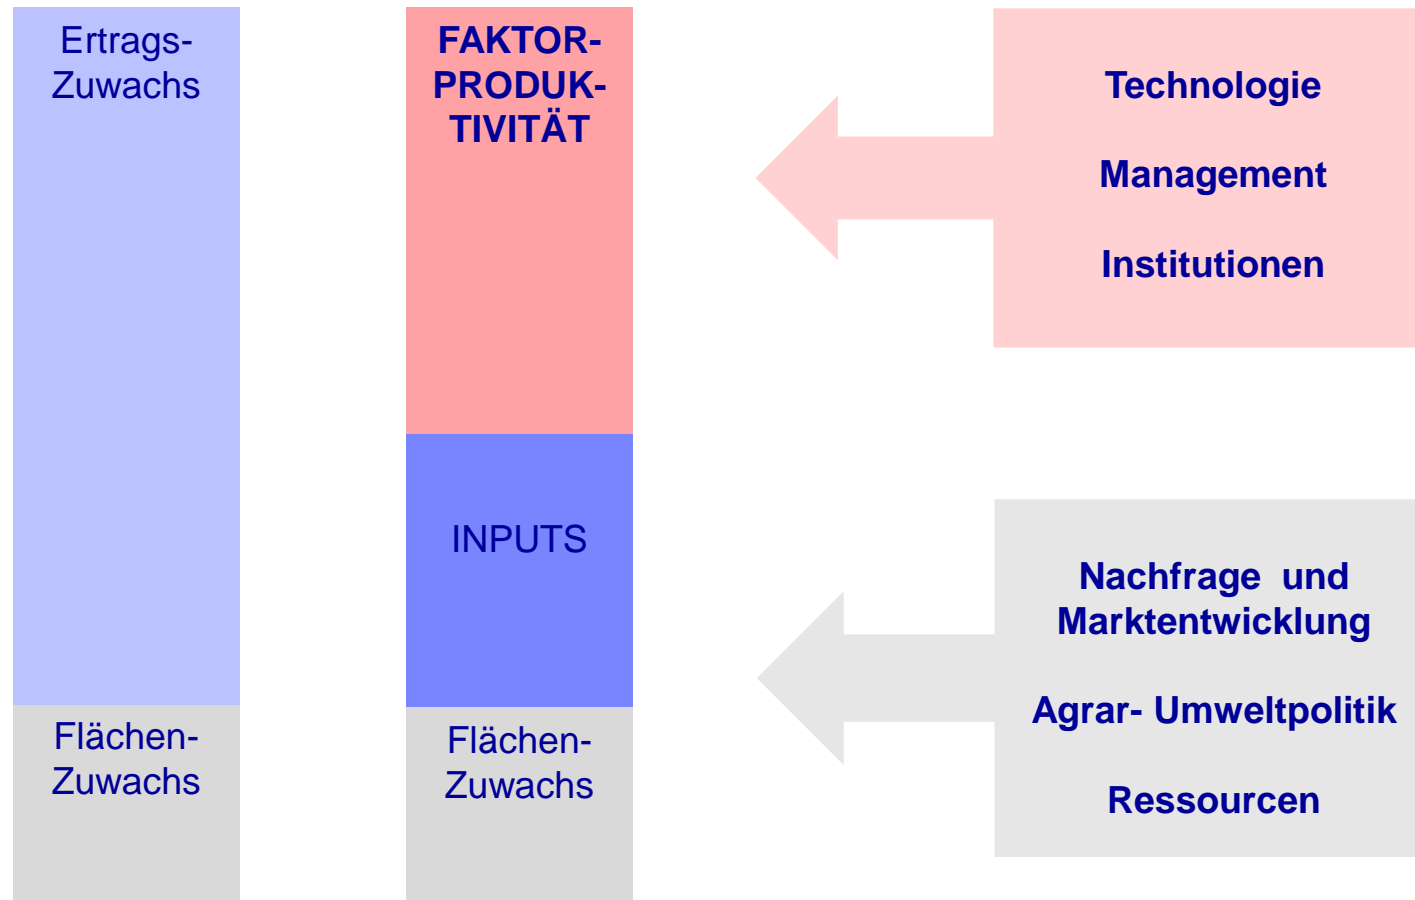 Ertrags-
Zuwachs
Flächen-
Zuwachs
FAKTOR-
PRODUK-
TIVITÄT
INPUTS
Flächen-
Zuwachs
Technologie
Management
Institutionen
Nachfrage und
Marktentwicklung
Agrar- Umweltpolitik
Ressourcen